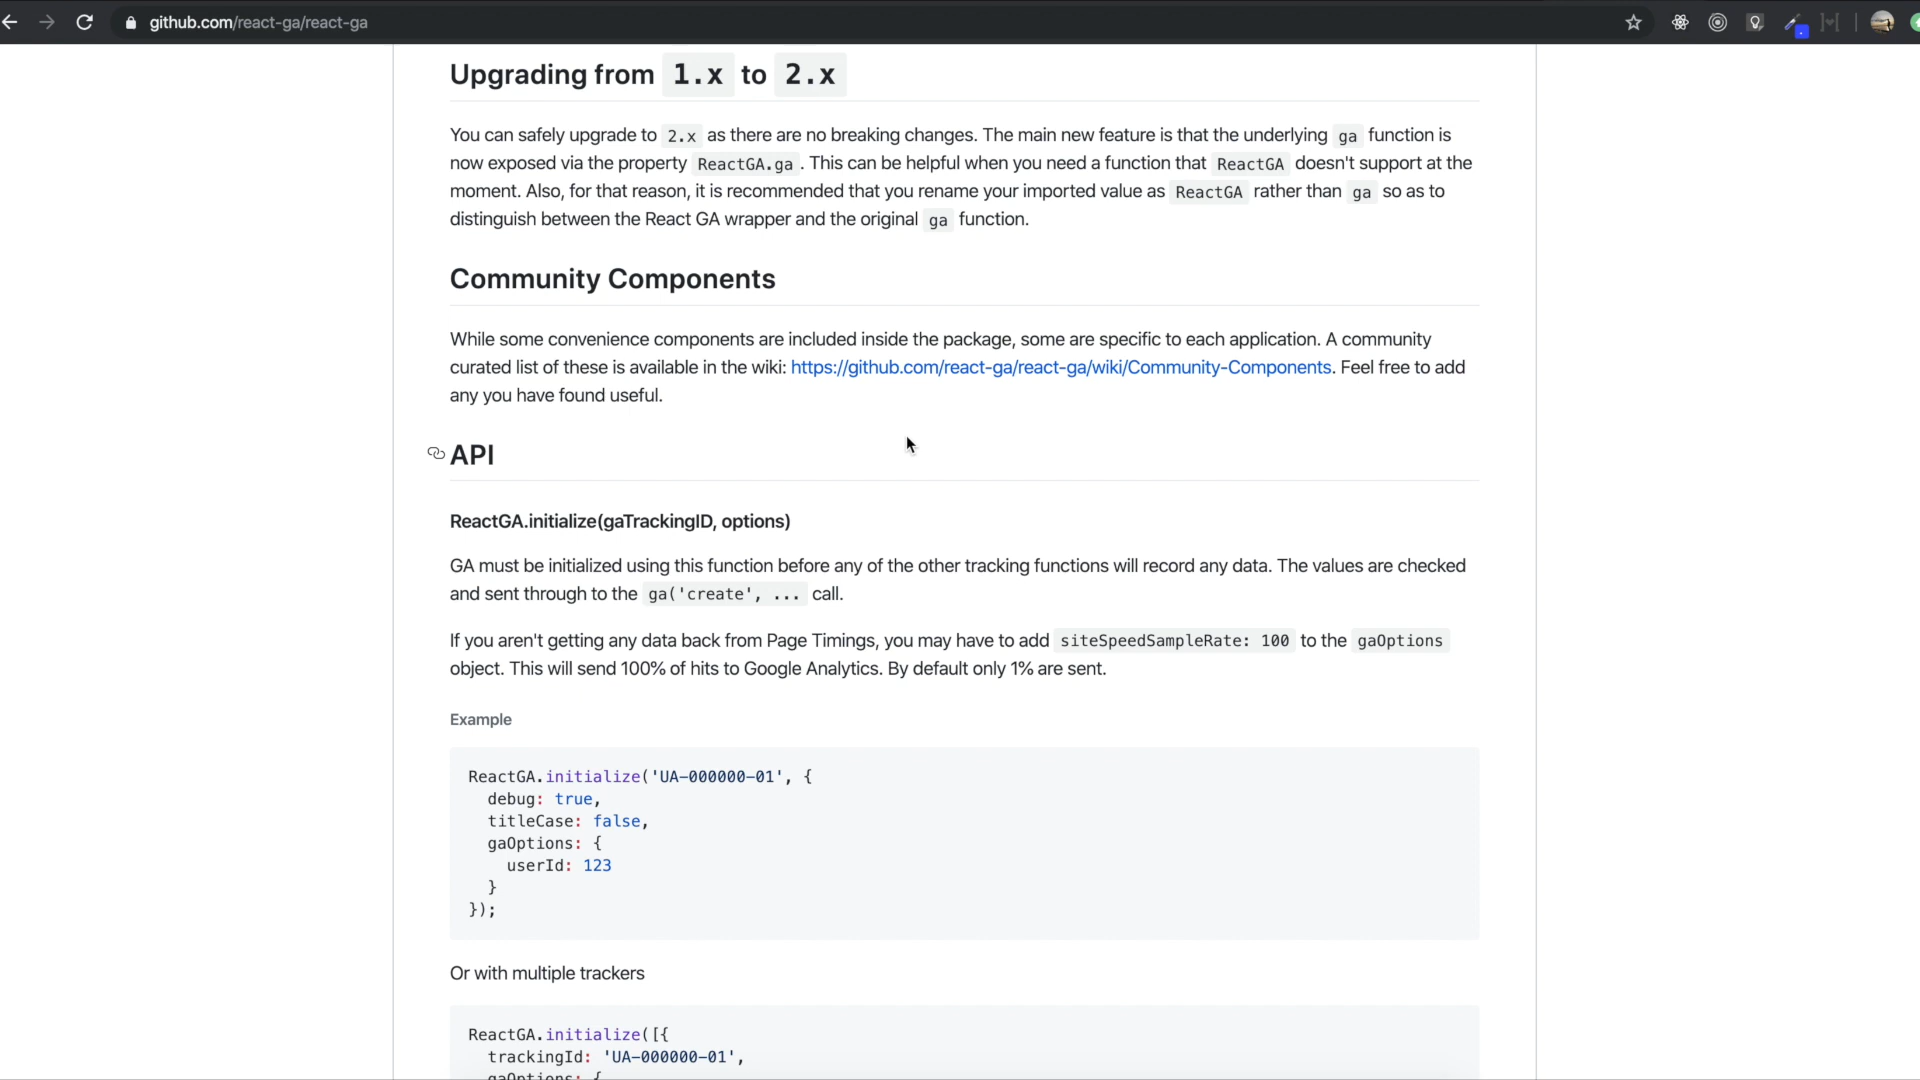 github.com/react-ga/react-ga
Upgrading from 1.x to 2.x
You can safely upgrade to 2.x as there are no breaking changes. The main new feature is that the underlying ga function is
now exposed via the property ReactGA.ga. This can be helpful when you need a function that ReactGA doesn't support at the
moment. Also, for that reason, it is recommended that you rename your imported value as ReactGA rather than ga so as to
distinguish between the React GA wrapper and the original ga function.
Community Components
While some convenience components are included inside the package, some are specific to each application. A community
curated list of these is available in the wiki: https://github.com/react-ga/react-ga/wiki/Community-Components. Feel free to add
any you have found useful.
API
ReactGA.initialize(gaTrackingID, options)
GA must be initialized using this function before any of the other tracking functions will record any data. The values are checked
and sent through to the ga('create', ... call.
If you aren't getting any data back from Page Timings, you may have to add siteSpeedSampleRate: 100 to the gaOptions
object. This will send 100% of hits to Google Analytics. By default only 1% are sent.
Example
ReactGA.initialize('UA-000000-01', {
debug: true,
titleCase: false,
gaOptions: {
userId: 123
}
});
Or with multiple trackers
ReactGA.initialize([{
trackingId: 'UA-000000-01',
gaOptions: {